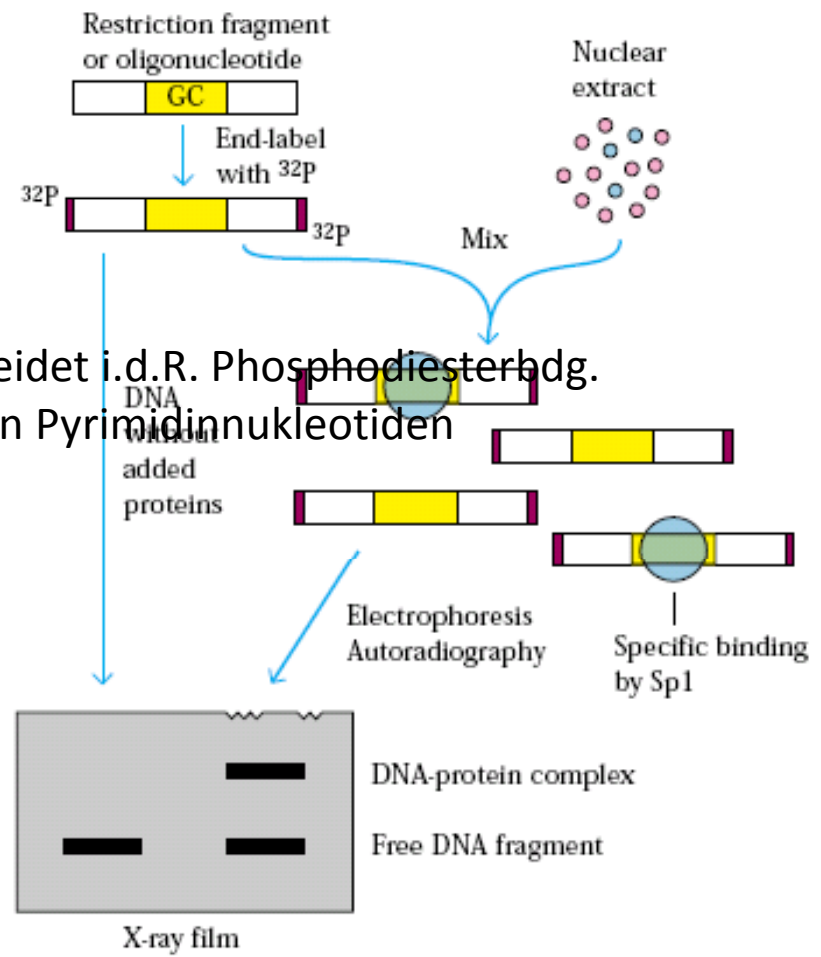 Restriction fragment
or oligonucleotide
GC
Nuclear
extract
End-label
with ³²P
³²P
³²P
Mix
eidet i.d.R. Phosphodiesterbdg.
n Pyrimidinnukleotiden
DNA
without
added
proteins
Electrophoresis
Autoradiography
Specific binding
by Sp1
DNA-protein complex
Free DNA fragment
X-ray film